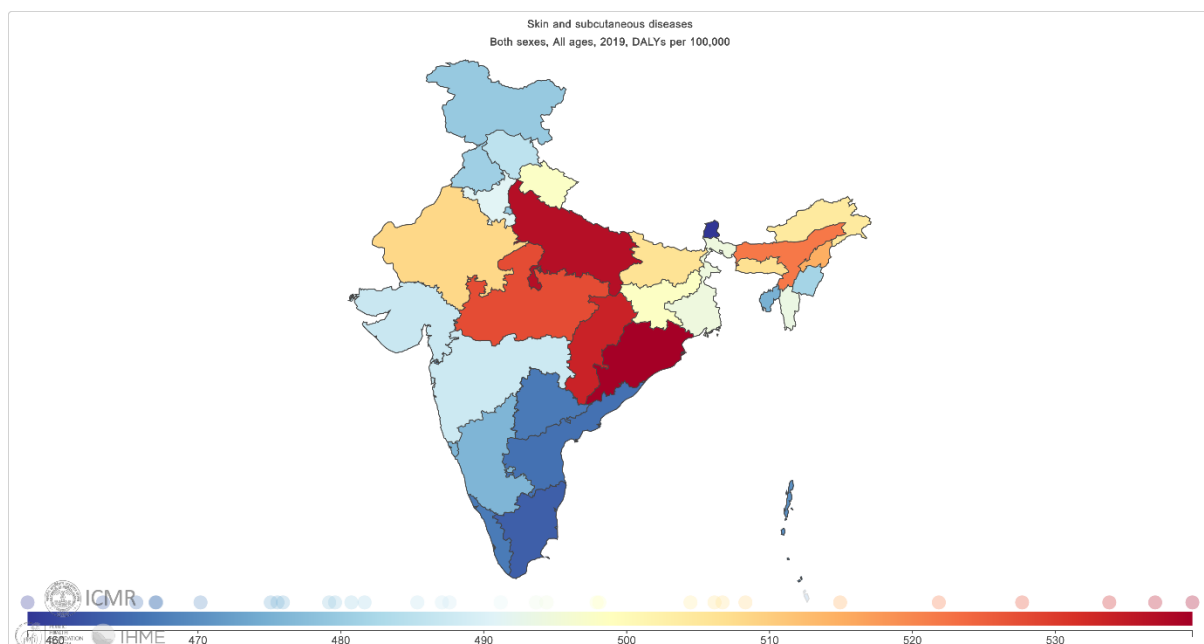 Skin and subcutaneous diseases
Both sexes, All ages, 2019, DALYs per 100,000
ICMR
460 470 480 490 500 510 520 530
IHME